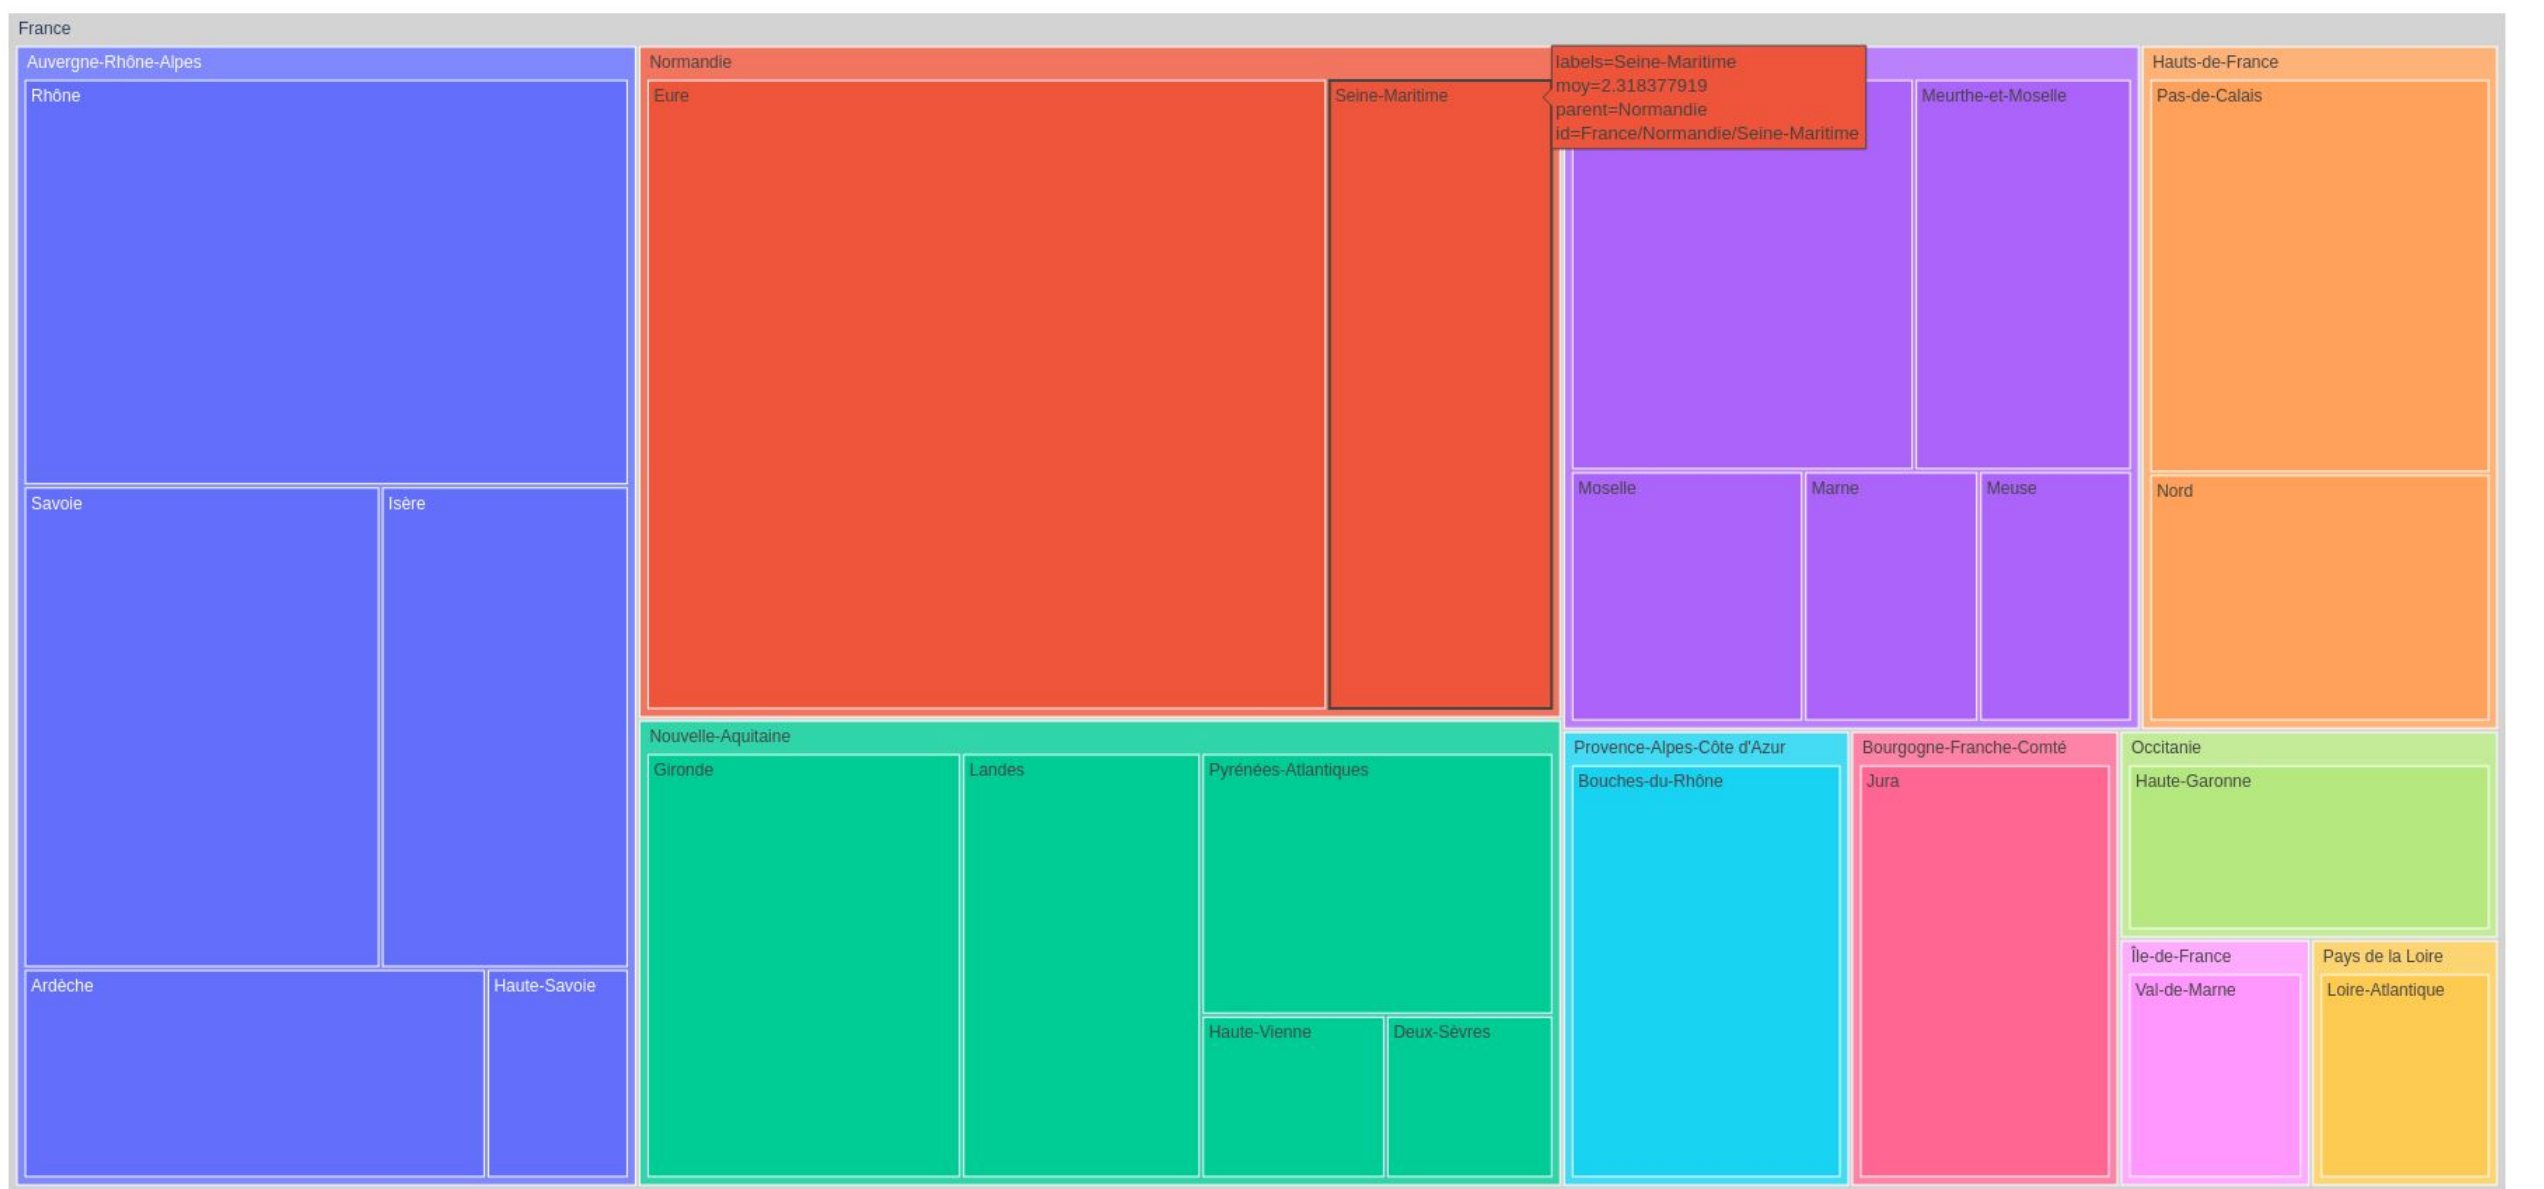 France
Auvergne-Rhône-Alpes
Rhône
Savoie
Isère
Ardèche
Haute-Savoie
Normandie
Eure
Seine-Maritime
labels=Seine-Maritime
moy=2.318377919
parent=Normandie
id=France/Normandie/Seine-Maritime
Nouvelle-Aquitaine
Gironde
Landes
Pyrénées-Atlantiques
Haute-Vienne
Deux-Sèvres
Meurthe-et-Moselle
Moselle
Marne
Meuse
Hauts-de-France
Pas-de-Calais
Nord
Provence-Alpes-Côte d'Azur
Bouches-du-Rhône
Bourgogne-Franche-Comté
Jura
Occitanie
Haute-Garonne
Île-de-France
Val-de-Marne
Pays de la Loire
Loire-Atlantique